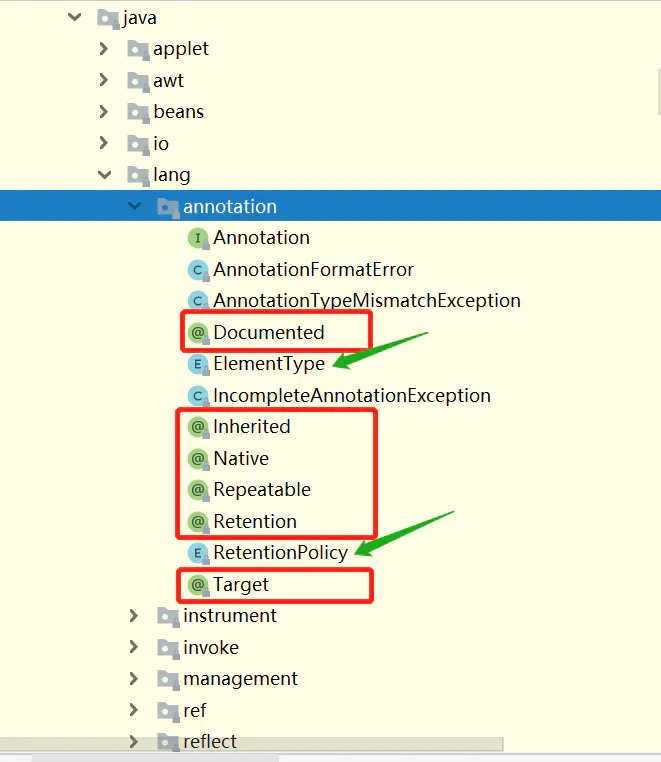 java
applet
awt
beans
io
lang
annotation
I Annotation
C AnnotationFormatError
C AnnotationTypeMismatchException
@ Documented
E ElementType
C IncompleteAnnotationException
@ Inherited
@ Native
@ Repeatable
@ Retention
E RetentionPolicy
@ Target
instrument
invoke
management
ref
reflect